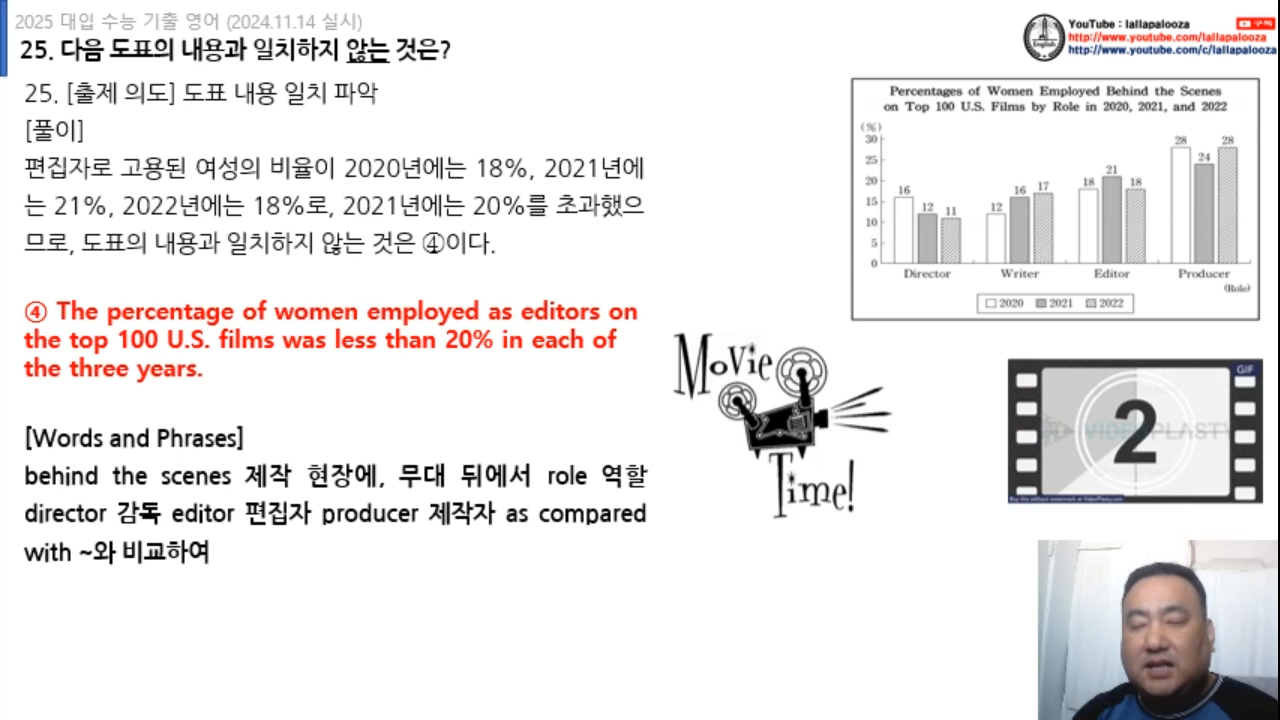 2025 대입 수능 기출 영어 (2024.11.14 실시)
25. 다음 도표의 내용과 일치하지 않는 것은?
25. [출제 의도] 도표 내용 일치 파악
[풀이]
편집자로 고용된 여성의 비율이 2020년에는 18%, 2021년에
는 21%, 2022년에는 18%로, 2021년에는 20%를 초과했으
므로, 도표의 내용과 일치하지 않는 것은 ④이다.
④ The percentage of women employed as editors on
the top 100 U.S. films was less than 20% in each of
the three years.
[Words and Phrases]
behind the scenes 제작 현장에, 무대 뒤에서 role 역할
director 감독 editor 편집자 producer 제작자 as compared
with ~와 비교하여
YouTube : lallapalooza
구독
http://www.youtube.com/lallapalooza
http://www.youtube.com/c/lallapalooza
English
Percentages of Women Employed Behind the Scenes
on Top 100 U.S. Films by Role in 2020, 2021, and 2022
(%)
30
25
20
15
10
5
0
16 12 11
12 16 17
18 21 18
28 24 28
Director Writer Editor Producer
(Role)
2020 2021 2022
Movie
Time!
GIF
2
VIDEOPLASTY
Buy this without watermark at VideoPlasty.com